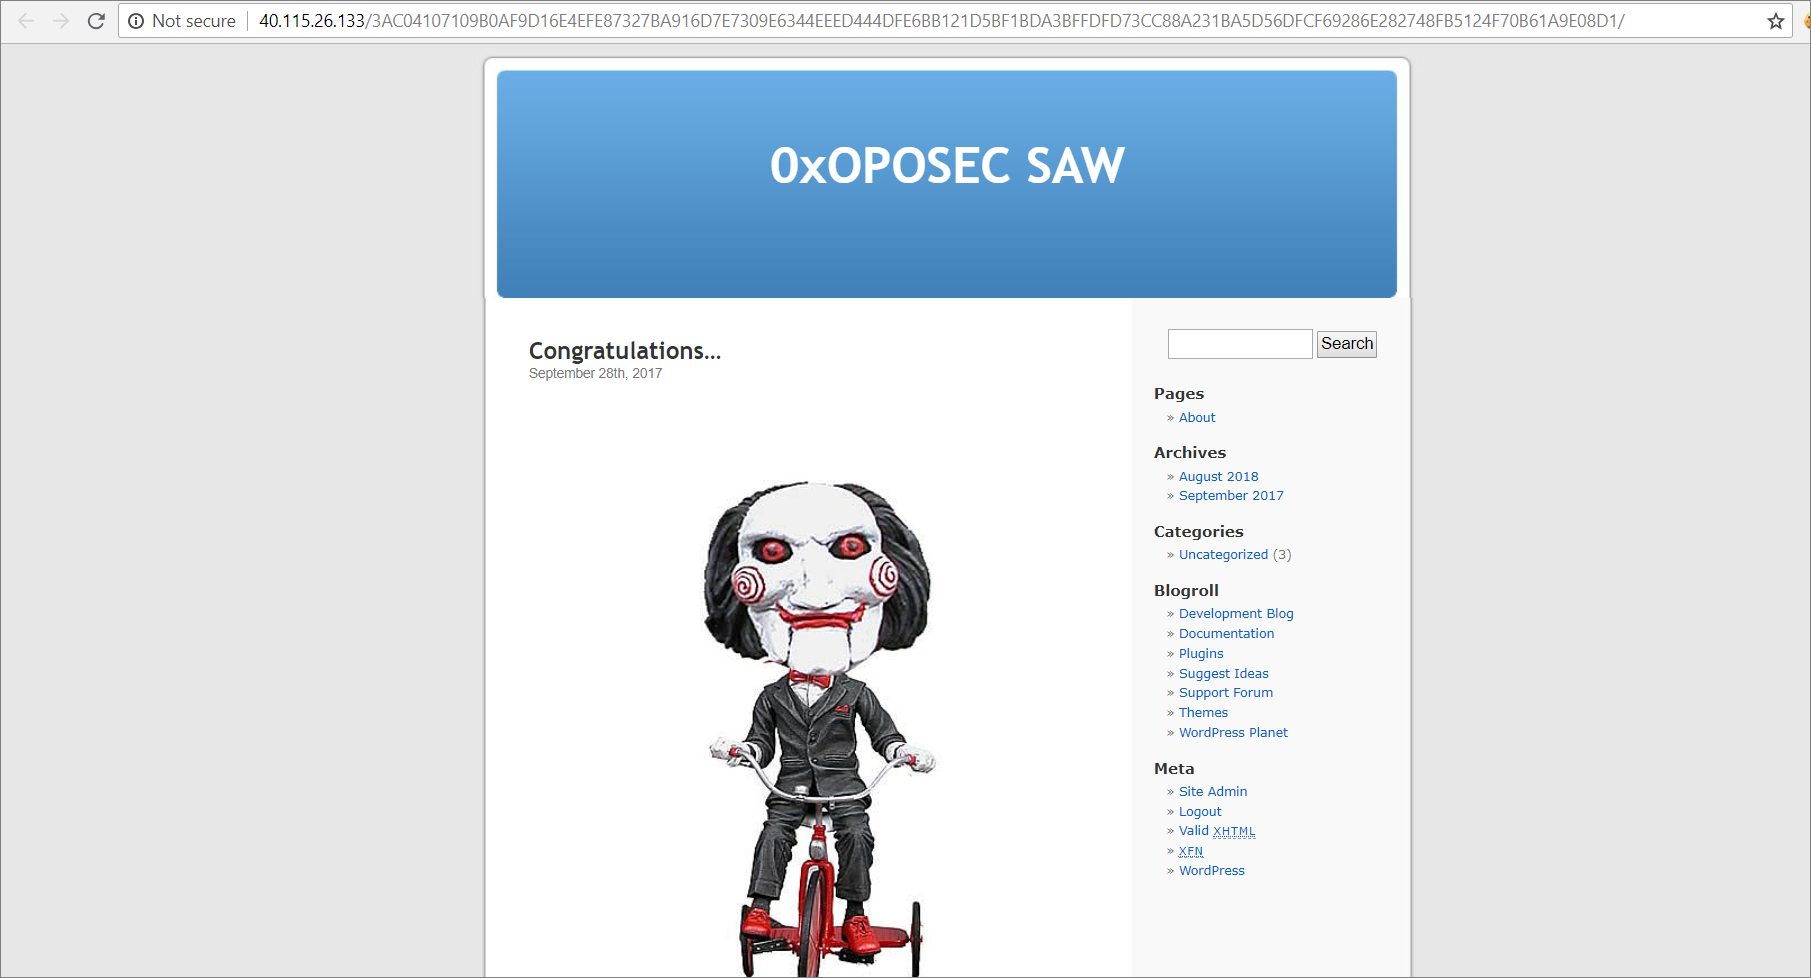 Not secure
40.115.26.133/3AC04107109B0AF9D16E4EFE87327BA916D7E7309E6344EEED444DFE6BB121D5BF1BDA3BFFDFD73CC88A231BA5D56DFCF69286E282748FB5124F70B61A9E08D1/
0xOPOSEC SAW
Congratulations...
September 28th, 2017
Search
Pages
» About
Archives
» August 2018
» September 2017
Categories
» Uncategorized (3)
Blogroll
» Development Blog
» Documentation
» Plugins
» Suggest Ideas
» Support Forum
» Themes
» WordPress Planet
Meta
» Site Admin
» Logout
» Valid XHTML
» XFN
» WordPress